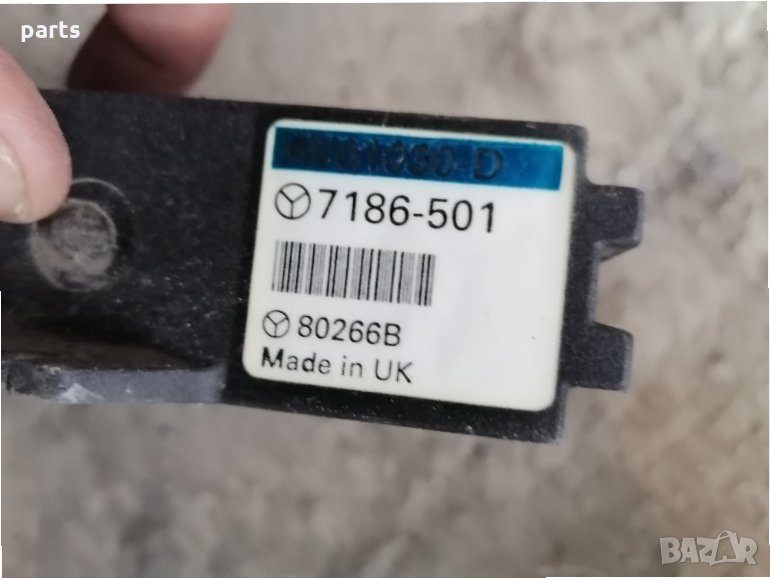 parts
7186-501
80266B
Made in UK
BAZAR